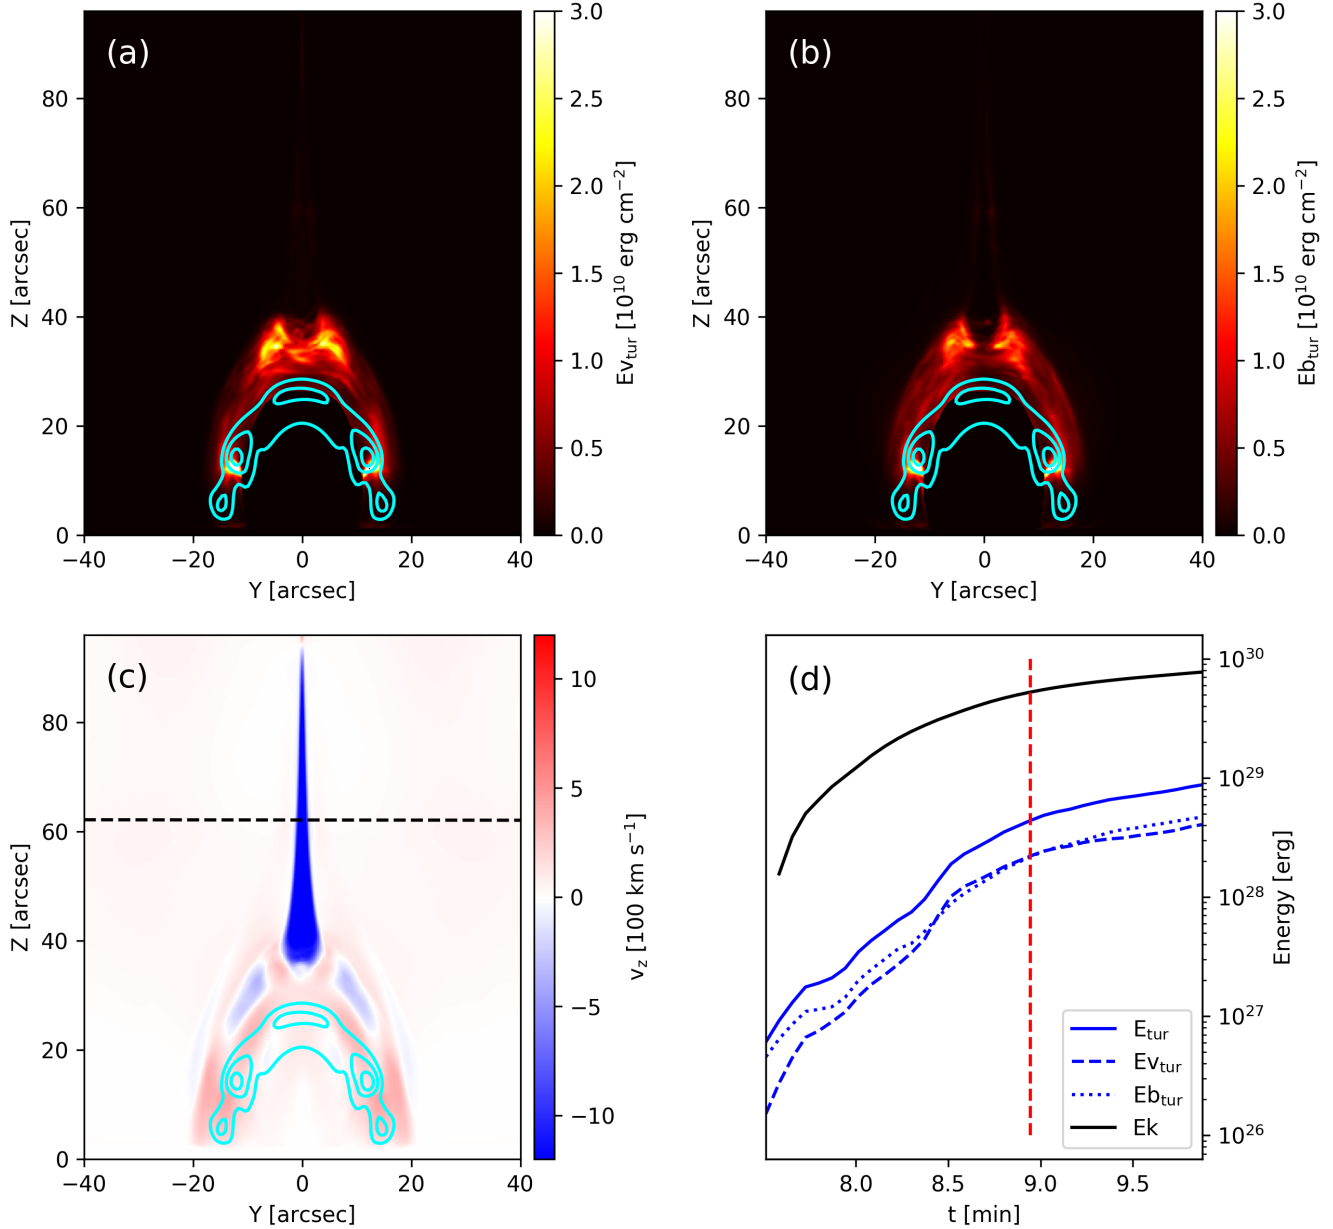 (a)
80
60
40
20
0
Z [arcsec]
−40 −20 0 20 40
Y [arcsec]
3.0
2.5
2.0
1.5
1.0
0.5
0.0
Ev_tur [10^10 erg cm^−2]
(b)
80
60
40
20
0
Z [arcsec]
−40 −20 0 20 40
Y [arcsec]
3.0
2.5
2.0
1.5
1.0
0.5
0.0
Eb_tur [10^10 erg cm^−2]
(c)
80
60
40
20
0
Z [arcsec]
−40 −20 0 20 40
Y [arcsec]
10
5
0
−5
−10
v_z [100 km s^−1]
(d)
10^30
10^29
10^28
10^27
10^26
Energy [erg]
E_tur
Ev_tur
Eb_tur
Ek
8.0 8.5 9.0 9.5
t [min]